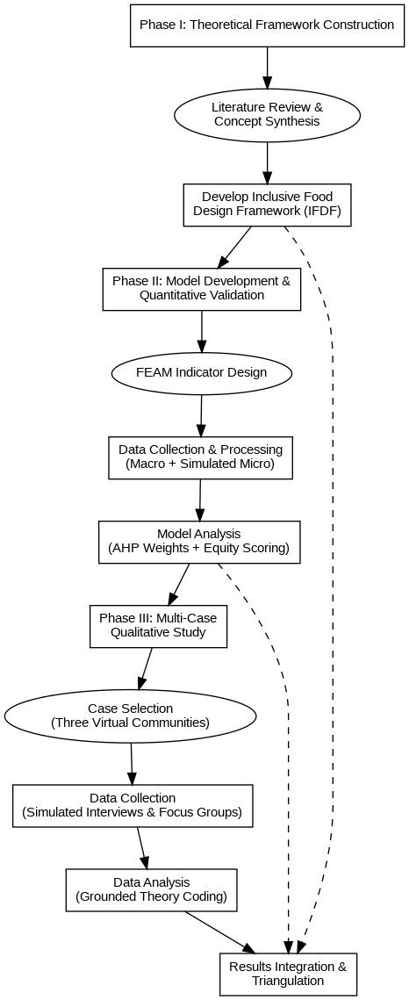 Phase I: Theoretical Framework Construction
Literature Review &
Concept Synthesis
Develop Inclusive Food
Design Framework (IFDF)
Phase II: Model Development &
Quantitative Validation
FEAM Indicator Design
Data Collection & Processing
(Macro + Simulated Micro)
Model Analysis
(AHP Weights + Equity Scoring)
Phase III: Multi-Case
Qualitative Study
Case Selection
(Three Virtual Communities)
Data Collection
(Simulated Interviews & Focus Groups)
Data Analysis
(Grounded Theory Coding)
Results Integration &
Triangulation